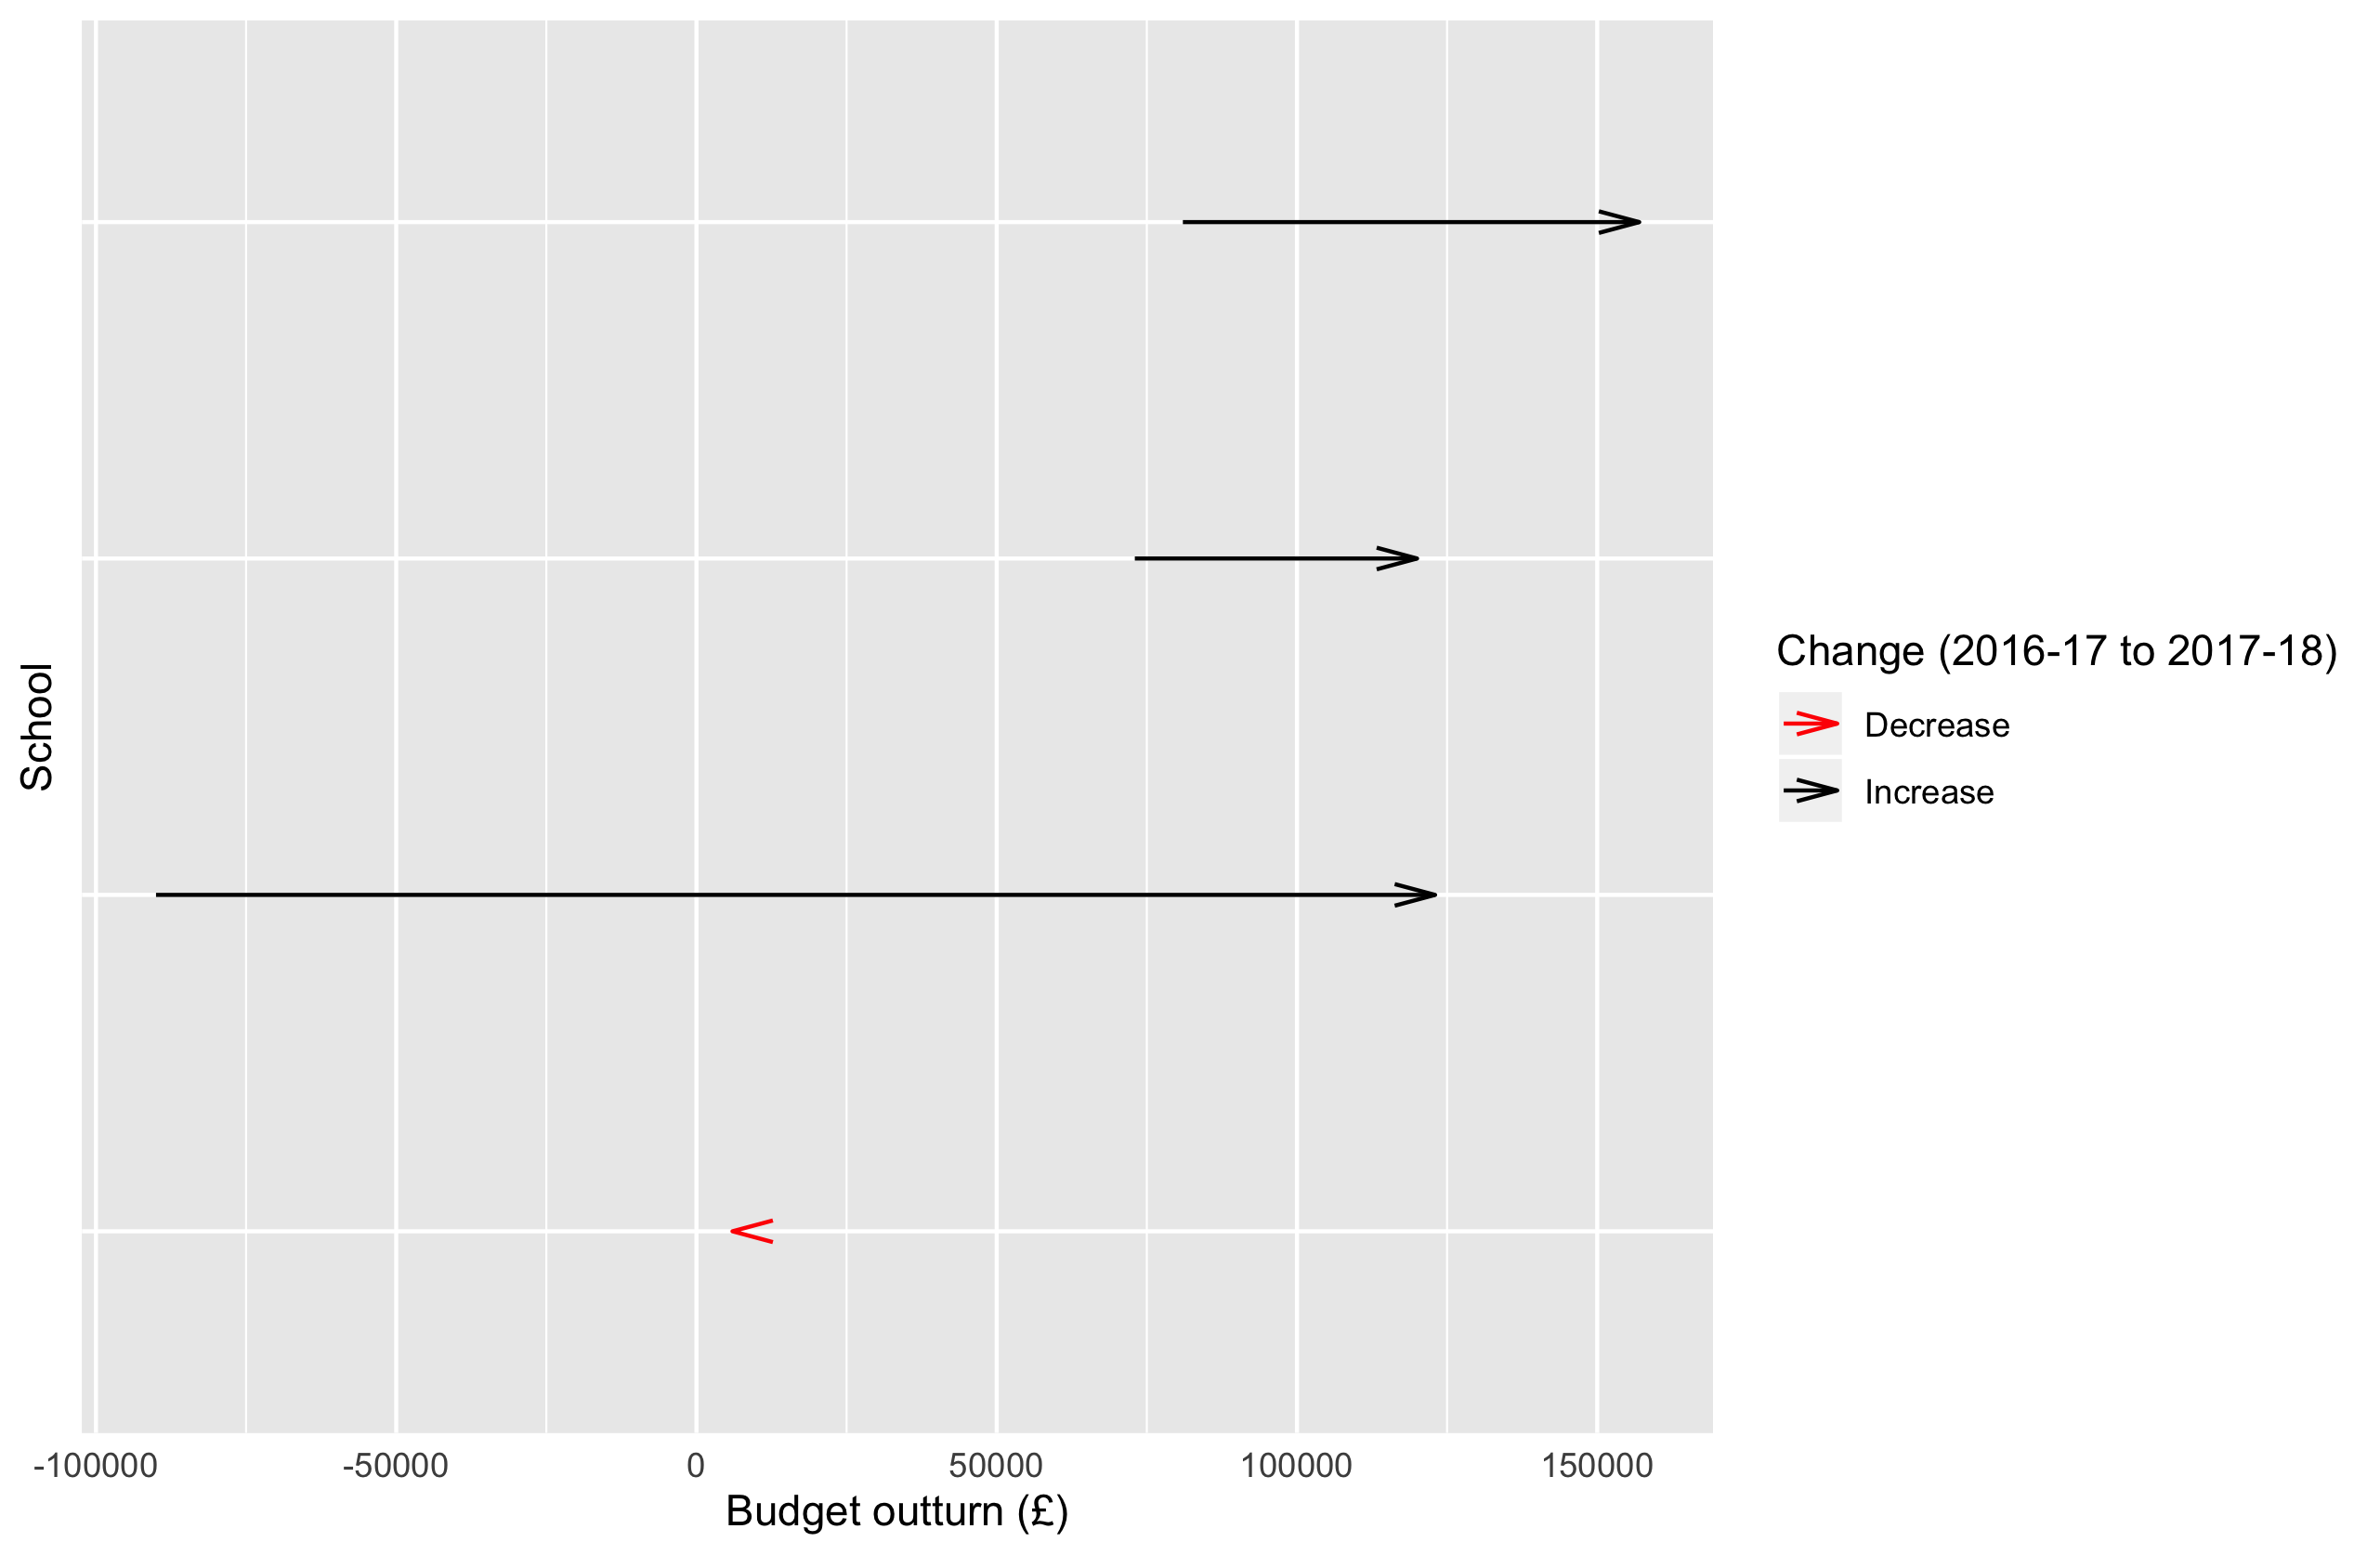 School
-100000 -50000 0 50000 100000 150000
Budget outturn (£)
Change (2016-17 to 2017-18)
Decrease
Increase